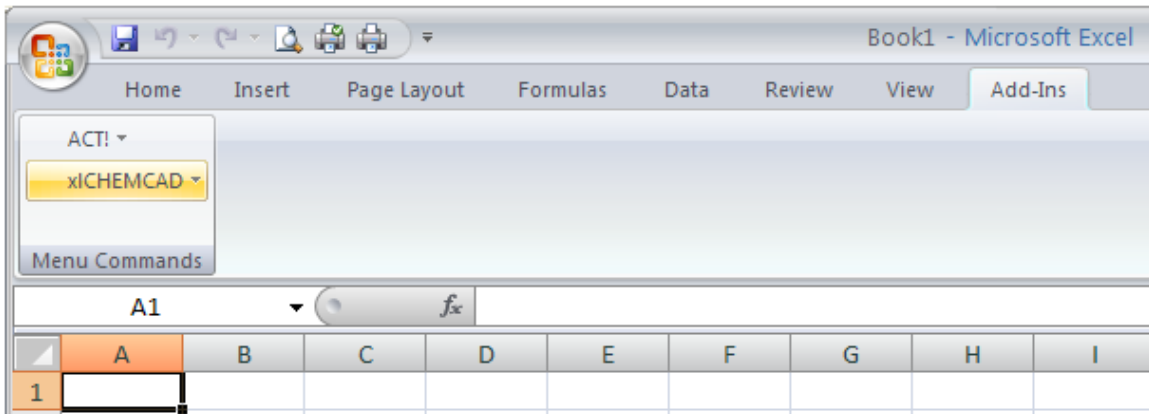 Book1 - Microsoft Excel
Home Insert Page Layout Formulas Data Review View Add-Ins
ACT!
xlCHEMCAD
Menu Commands
A1 fx
A B C D E F G H I
1